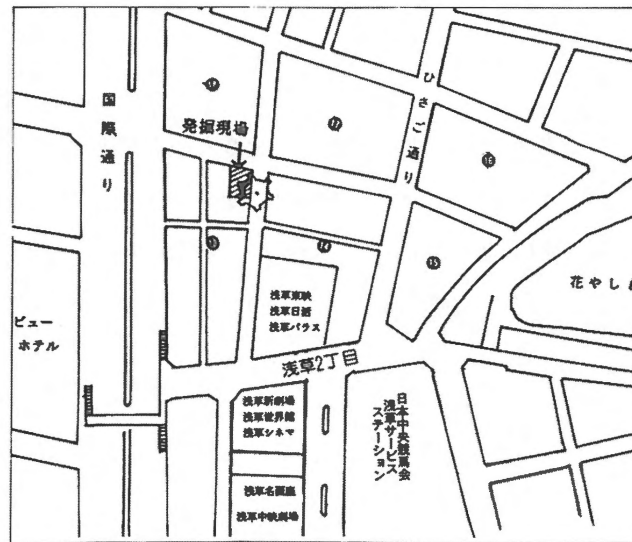 国際通り
発掘現場
ひさご通り
⑰
⑯
⑭
⑮
浅草東映
浅草日活
浅草パラス
花やしき
ビュー
ホテル
浅草2丁目
浅草新劇場
浅草世界館
浅草シネマ
浅草名画座
浅草中映劇場
日本中央競馬会
浅草サービス
ステーション